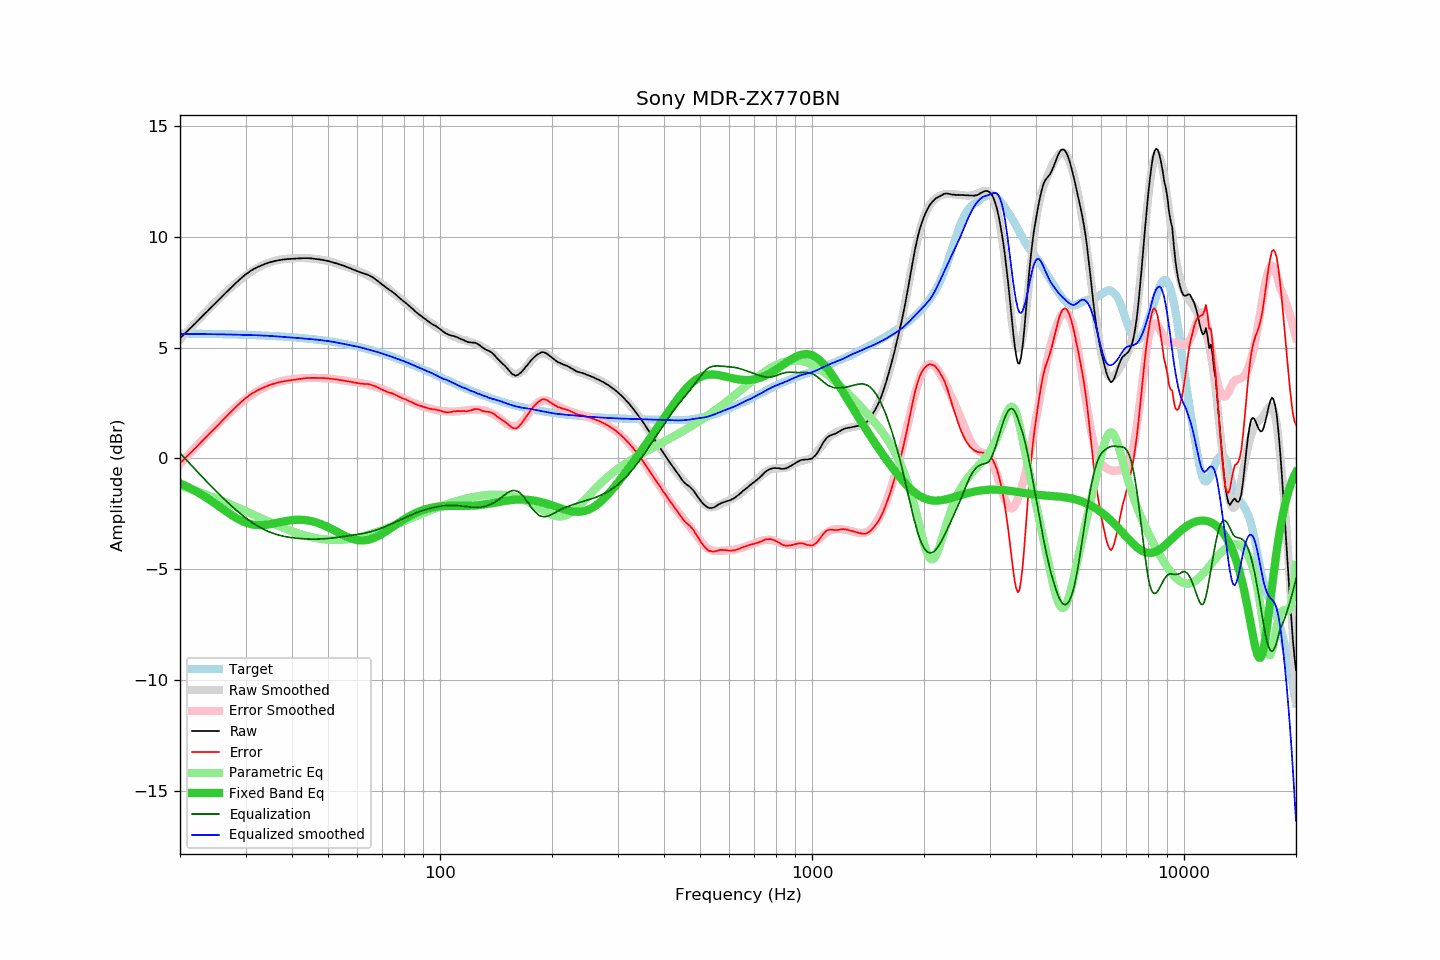 Sony MDR-ZX770BN
15
10
5
0
−5
−10
−15
Amplitude (dBr)
Target
Raw Smoothed
Error Smoothed
Raw
Error
Parametric Eq
Fixed Band Eq
Equalization
Equalized smoothed
100
1000
10000
Frequency (Hz)